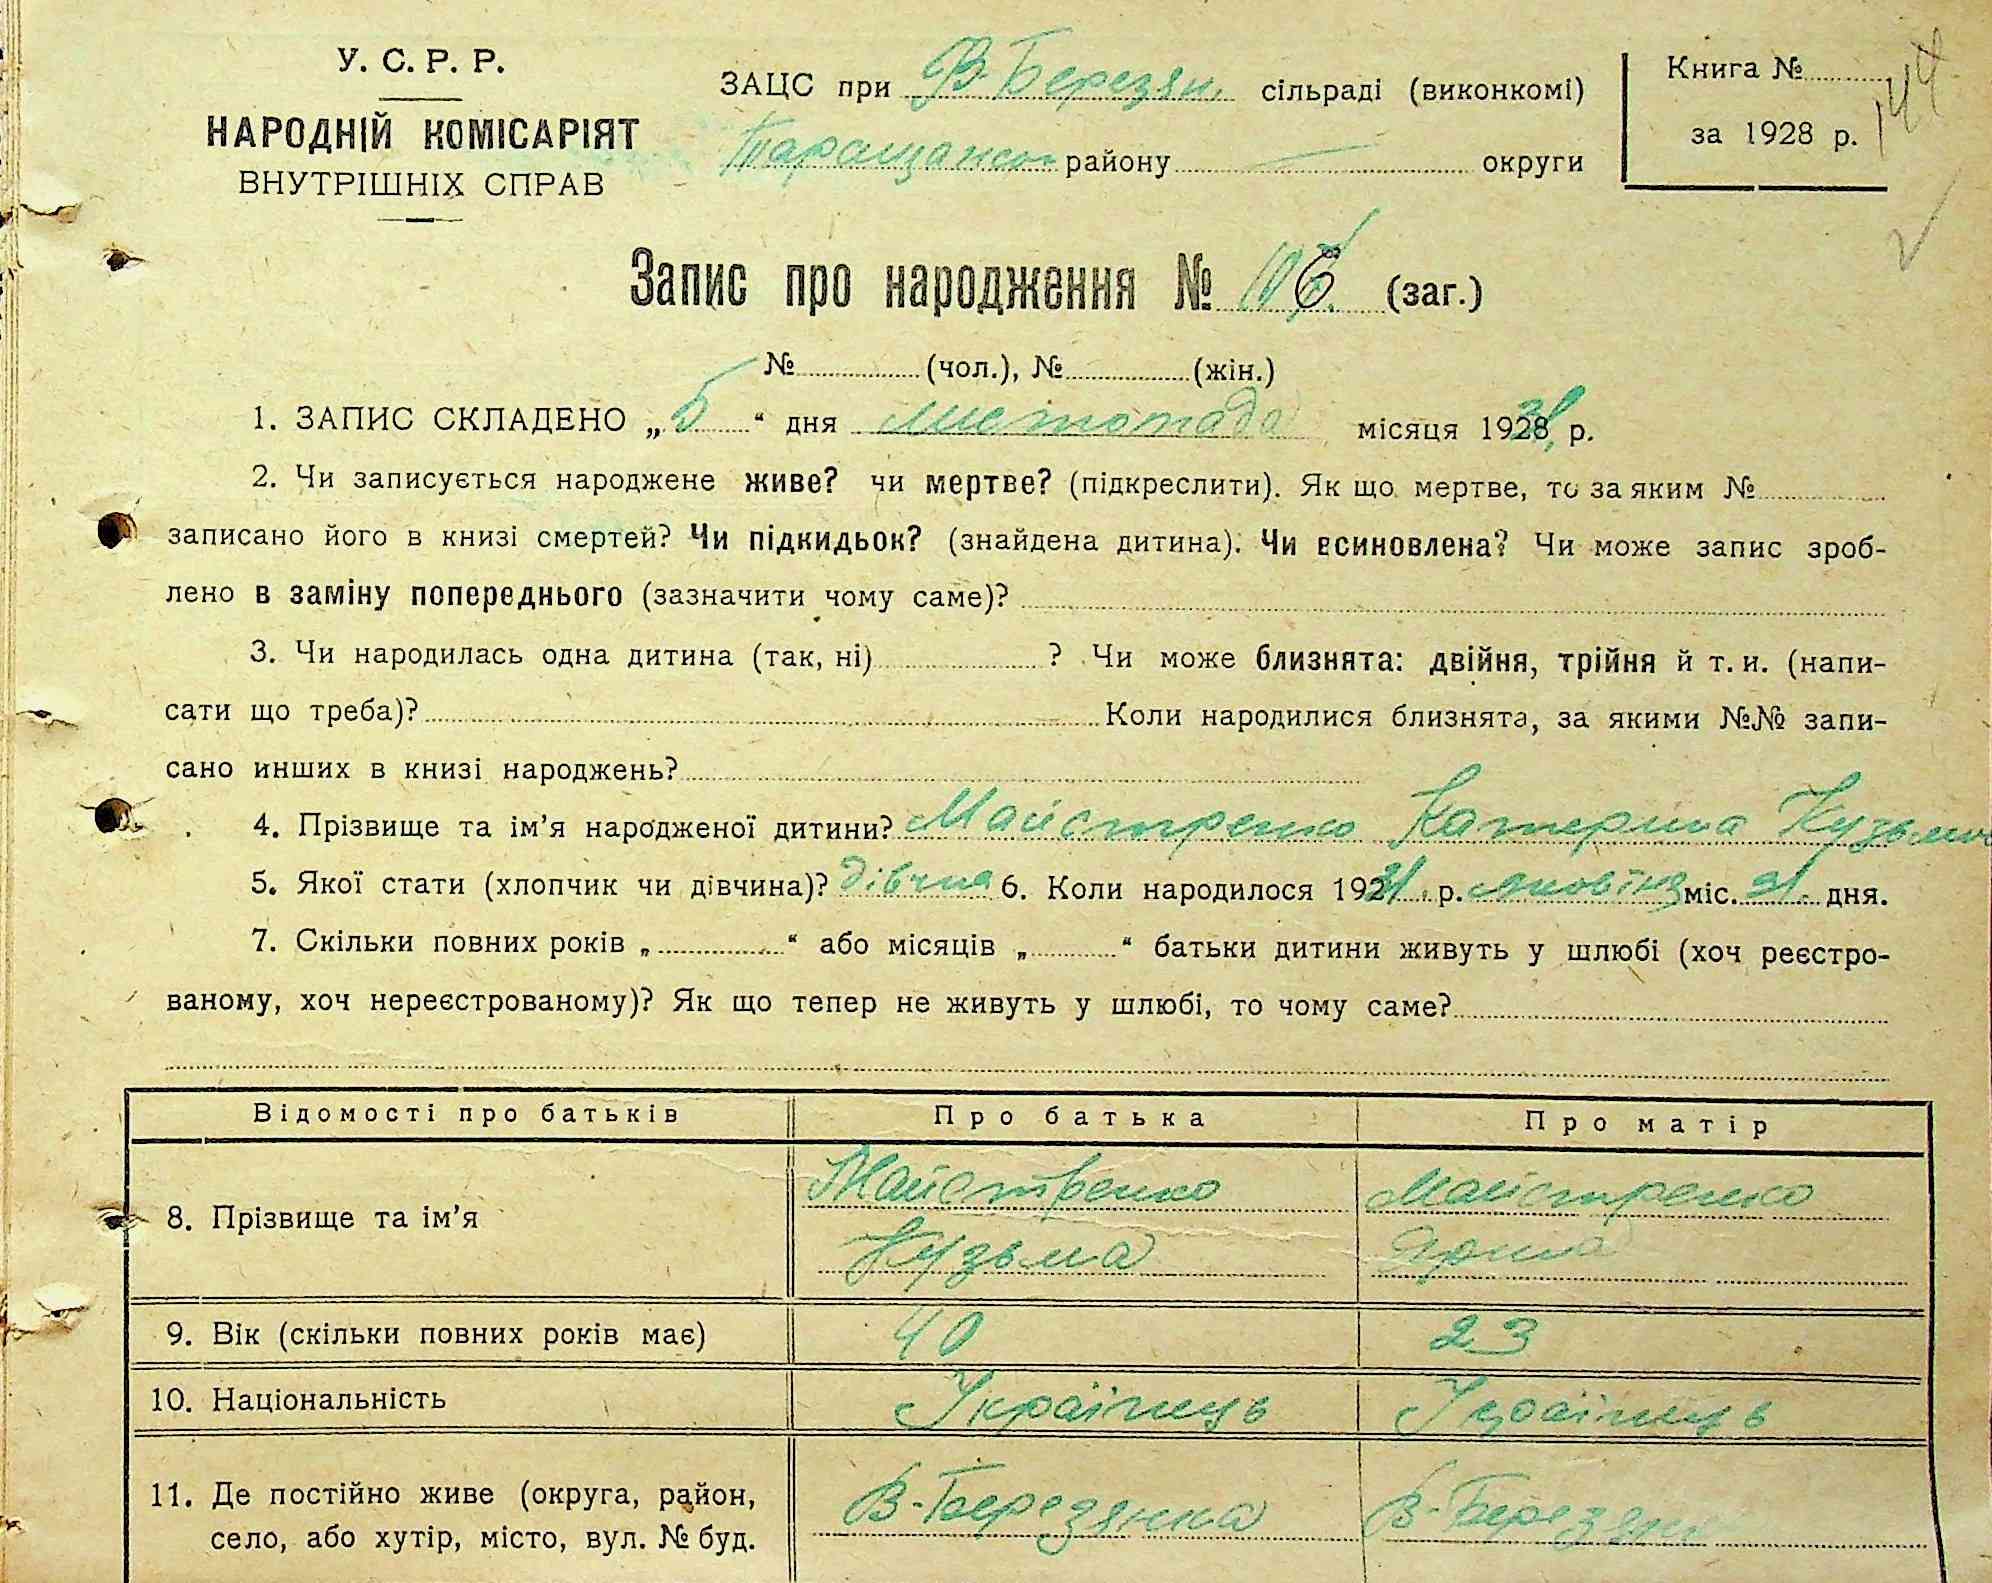 У. С. Р. Р.
НАРОДНІЙ КОМІСАРІЯТ
ВНУТРІШНІХ СПРАВ
ЗАЦС при В-Березян. сільраді (виконкомі)
Таращансь. району округи
Книга №
за 1928 р.
144
Запис про народження № (заг.)
№ (чол.), № (жін.)
1. ЗАПИС СКЛАДЕНО „5“ дня листопада місяця 1931 р.
2. Чи записується народжене живе? чи мертве? (підкреслити). Як що мертве, то за яким №
записано його в книзі смертей? Чи підкидьок? (знайдена дитина). Чи всиновлена? Чи може запис зроб-
лено в заміну попереднього (зазначити чому саме)?
3. Чи народилась одна дитина (так, ні) ? Чи може близнята: двійня, трійня й т. и. (напи-
сати що треба)? Коли народилися близнята, за якими №№ запи-
сано инших в книзі народжень?
4. Прізвище та ім'я народженої дитини? Майстренко Катерина Кузьмов
5. Якої стати (хлопчик чи дівчина)? дівчина 6. Коли народилося 1931 р. міс. 31. дня.
7. Скільки повних років „ “ або місяців „ “ батьки дитини живуть у шлюбі (хоч реєстро-
ваному, хоч нереєстрованому)? Як що тепер не живуть у шлюбі, то чому саме?
Відомості про батьків Про батька Про матір
8. Прізвище та ім'я Майстренко Кузьма Майстренко Ярина
9. Вік (скільки повних років має) 40 23
10. Національність Українець Українець
11. Де постійно живе (округа, район,
село, або хутір, місто, вул. № буд. В-Березянка В-Березянка